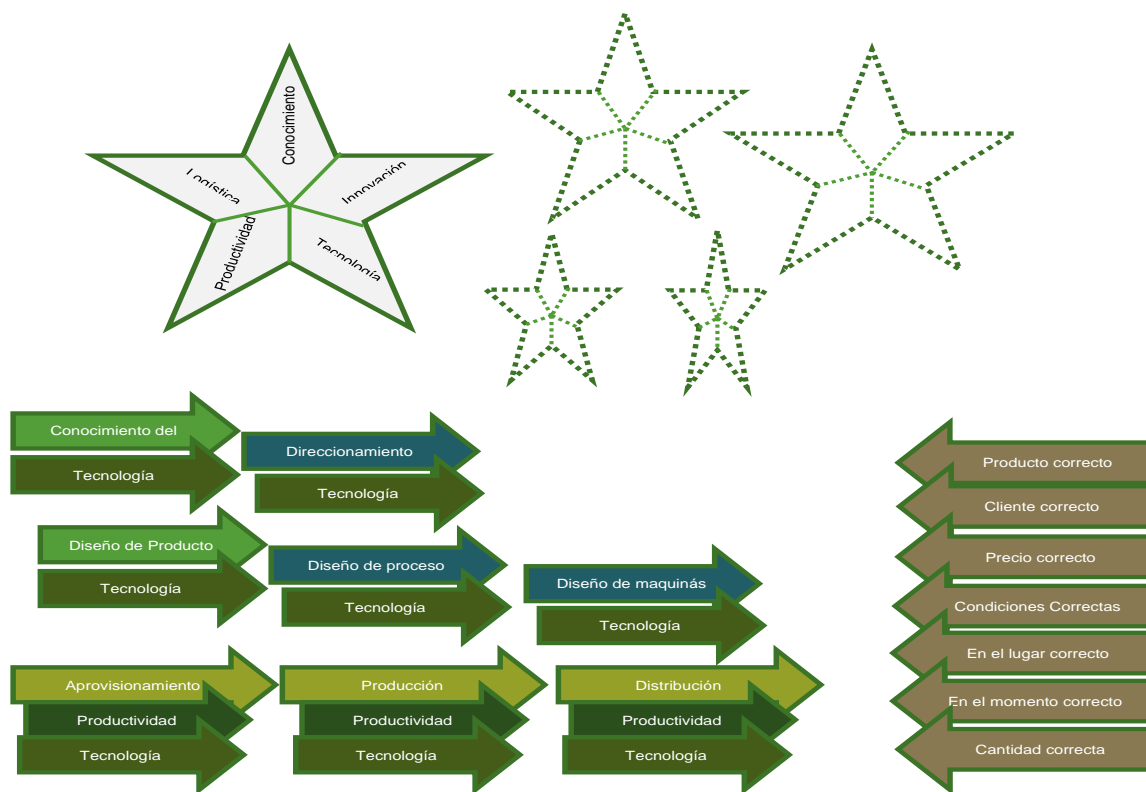 Conocimiento
Logística
Innovación
Productividad
Tecnología
Conocimiento del
Tecnología
Direccionamiento
Tecnología
Diseño de Producto
Tecnología
Diseño de proceso
Tecnología
Diseño de maquinás
Tecnología
Aprovisionamiento
Productividad
Tecnología
Producción
Productividad
Tecnología
Distribución
Productividad
Tecnología
Producto correcto
Cliente correcto
Precio correcto
Condiciones Correctas
En el lugar correcto
En el momento correcto
Cantidad correcta